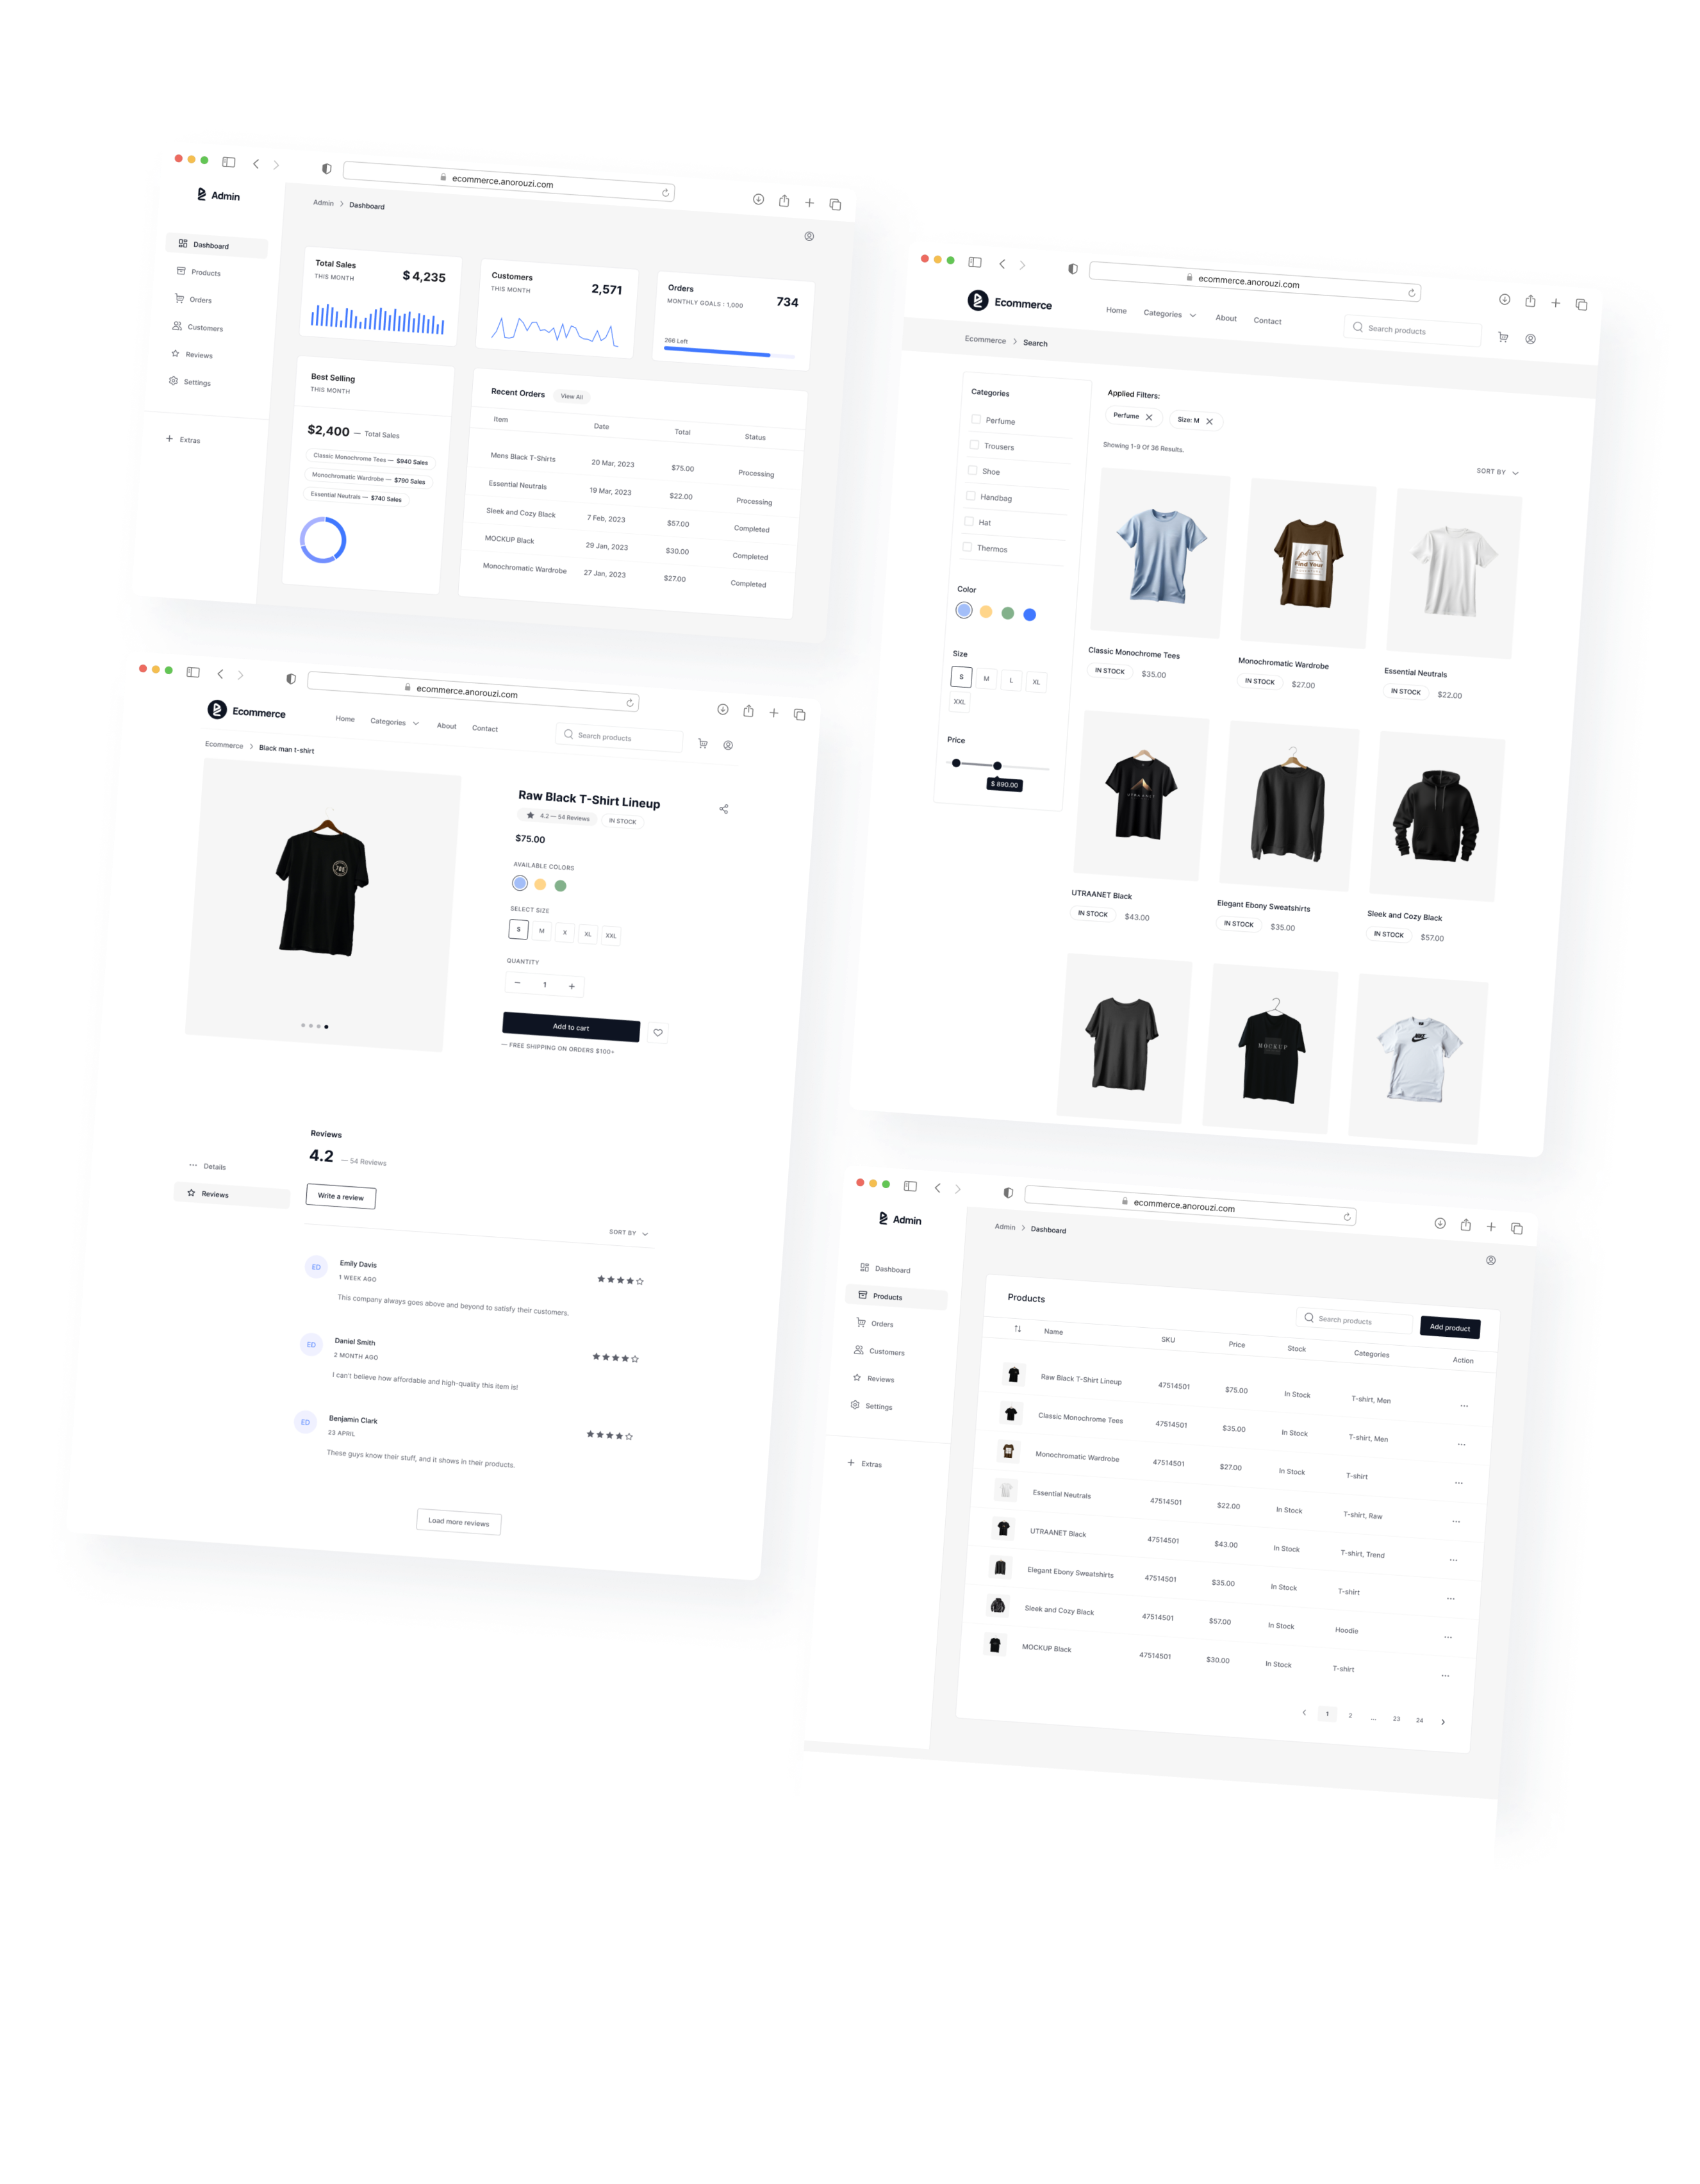 ecommerce.anorouzi.com
Admin
Admin > Dashboard
Dashboard
Products
Orders
Customers
Reviews
Settings
Extras
Total Sales
THIS MONTH
$ 4,235
Customers
THIS MONTH
2,571
Orders
MONTHLY GOALS : 1,000
734
266 Left
Best Selling
THIS MONTH
$2,400 — Total Sales
Classic Monochrome Tees — $940 Sales
Monochromatic Wardrobe — $790 Sales
Essential Neutrals — $740 Sales
Recent Orders View All
Item Date Total Status
Mens Black T-Shirts 20 Mar, 2023 $75.00 Processing
Essential Neutrals 19 Mar, 2023 $22.00 Processing
Sleek and Cozy Black 7 Feb, 2023 $57.00 Completed
MOCKUP Black 29 Jan, 2023 $30.00 Completed
Monochromatic Wardrobe 27 Jan, 2023 $27.00 Completed
ecommerce.anorouzi.com
Ecommerce Home Categories About Contact Search products
Ecommerce > Search
Categories
Perfume
Trousers
Shoe
Handbag
Hat
Thermos
Color
Size
S M L XL
XXL
Price
$ 890.00
Applied Filters:
Perfume Size: M
Showing 1-9 Of 36 Results.
SORT BY
Find Your
Classic Monochrome Tees
IN STOCK $35.00
Monochromatic Wardrobe
IN STOCK $27.00
Essential Neutrals
IN STOCK $22.00
UTRAANET
UTRAANET Black
IN STOCK $43.00
Elegant Ebony Sweatshirts
IN STOCK $35.00
Sleek and Cozy Black
IN STOCK $57.00
MOCKUP
NIKE
ecommerce.anorouzi.com
Ecommerce Home Categories About Contact Search products
Ecommerce > Black man t-shirt
Raw Black T-Shirt Lineup
4.2 — 54 Reviews IN STOCK
$75.00
AVAILABLE COLORS
SELECT SIZE
S M X XL XXL
QUANTITY
− 1 +
Add to cart
— FREE SHIPPING ON ORDERS $100+
Details
Reviews
Reviews
4.2 — 54 Reviews
Write a review
SORT BY
ED Emily Davis
1 WEEK AGO
This company always goes above and beyond to satisfy their customers.
ED Daniel Smith
2 MONTH AGO
I can't believe how affordable and high-quality this item is!
ED Benjamin Clark
23 APRIL
These guys know their stuff, and it shows in their products.
Load more reviews
ecommerce.anorouzi.com
Admin
Admin > Dashboard
Dashboard
Products
Orders
Customers
Reviews
Settings
Extras
Products Search products Add product
Name SKU Price Stock Categories Action
Raw Black T-Shirt Lineup 47514501 $75.00 In Stock T-shirt, Men
Classic Monochrome Tees 47514501 $35.00 In Stock T-shirt, Men
Monochromatic Wardrobe 47514501 $27.00 In Stock T-shirt
Essential Neutrals 47514501 $22.00 In Stock T-shirt, Raw
UTRAANET Black 47514501 $43.00 In Stock T-shirt, Trend
Elegant Ebony Sweatshirts 47514501 $35.00 In Stock T-shirt
Sleek and Cozy Black 47514501 $57.00 In Stock Hoodie
MOCKUP Black 47514501 $30.00 In Stock T-shirt
1 2 ... 23 24